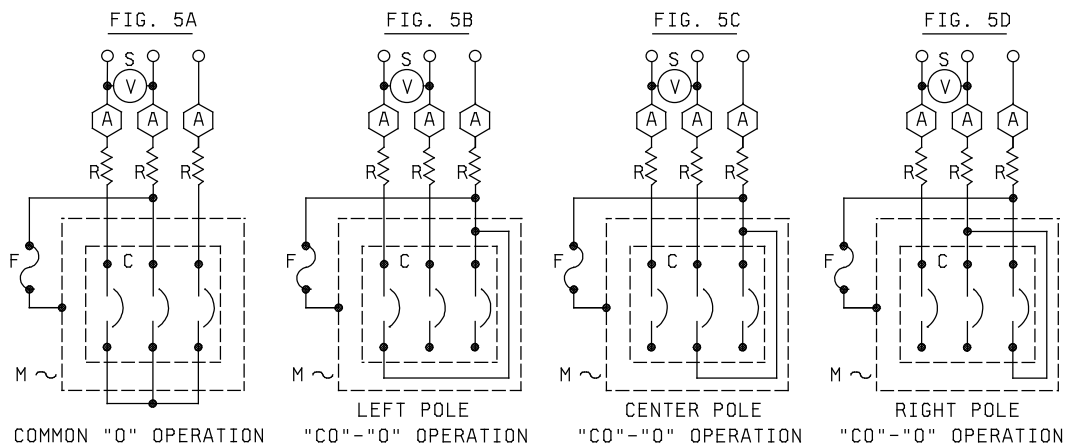 FIG. 5A
FIG. 5B
FIG. 5C
FIG. 5D
S
S
S
S
V
V
V
V
A A A
A A A
A A A
A A A
R R
R R R
R R R
R R R
F C
F C
F C
F C
M ~
M ~
M ~
M ~
LEFT POLE
CENTER POLE
RIGHT POLE
COMMON "O" OPERATION
"CO"-"O" OPERATION
"CO"-"O" OPERATION
"CO"-"O" OPERATION